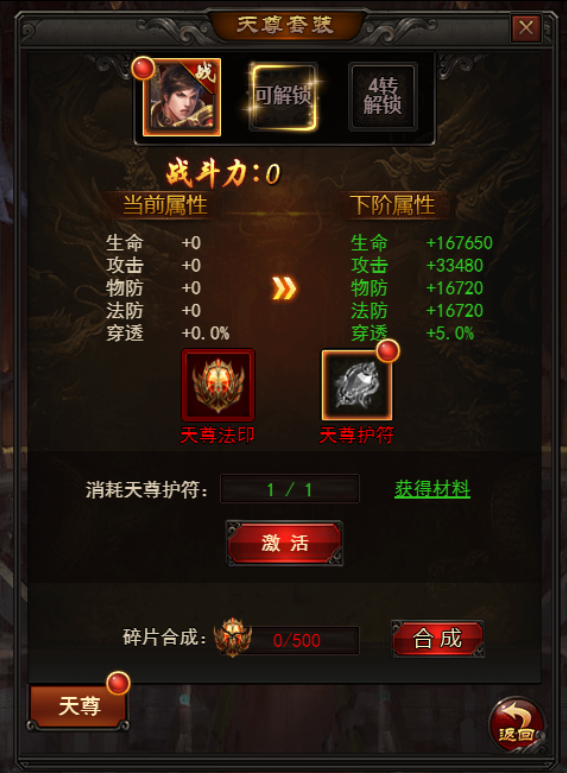 天尊套装
战
可解锁
4转
解锁
战斗力:0
当前属性 下阶属性
生命 +0 生命 +167650
攻击 +0 攻击 +33480
物防 +0 物防 +16720
法防 +0 法防 +16720
穿透 +0.0% 穿透 +5.0%
天尊法印 天尊护符
消耗天尊护符: 1 / 1 获得材料
激活
碎片合成: 0/500 合成
天尊
返回